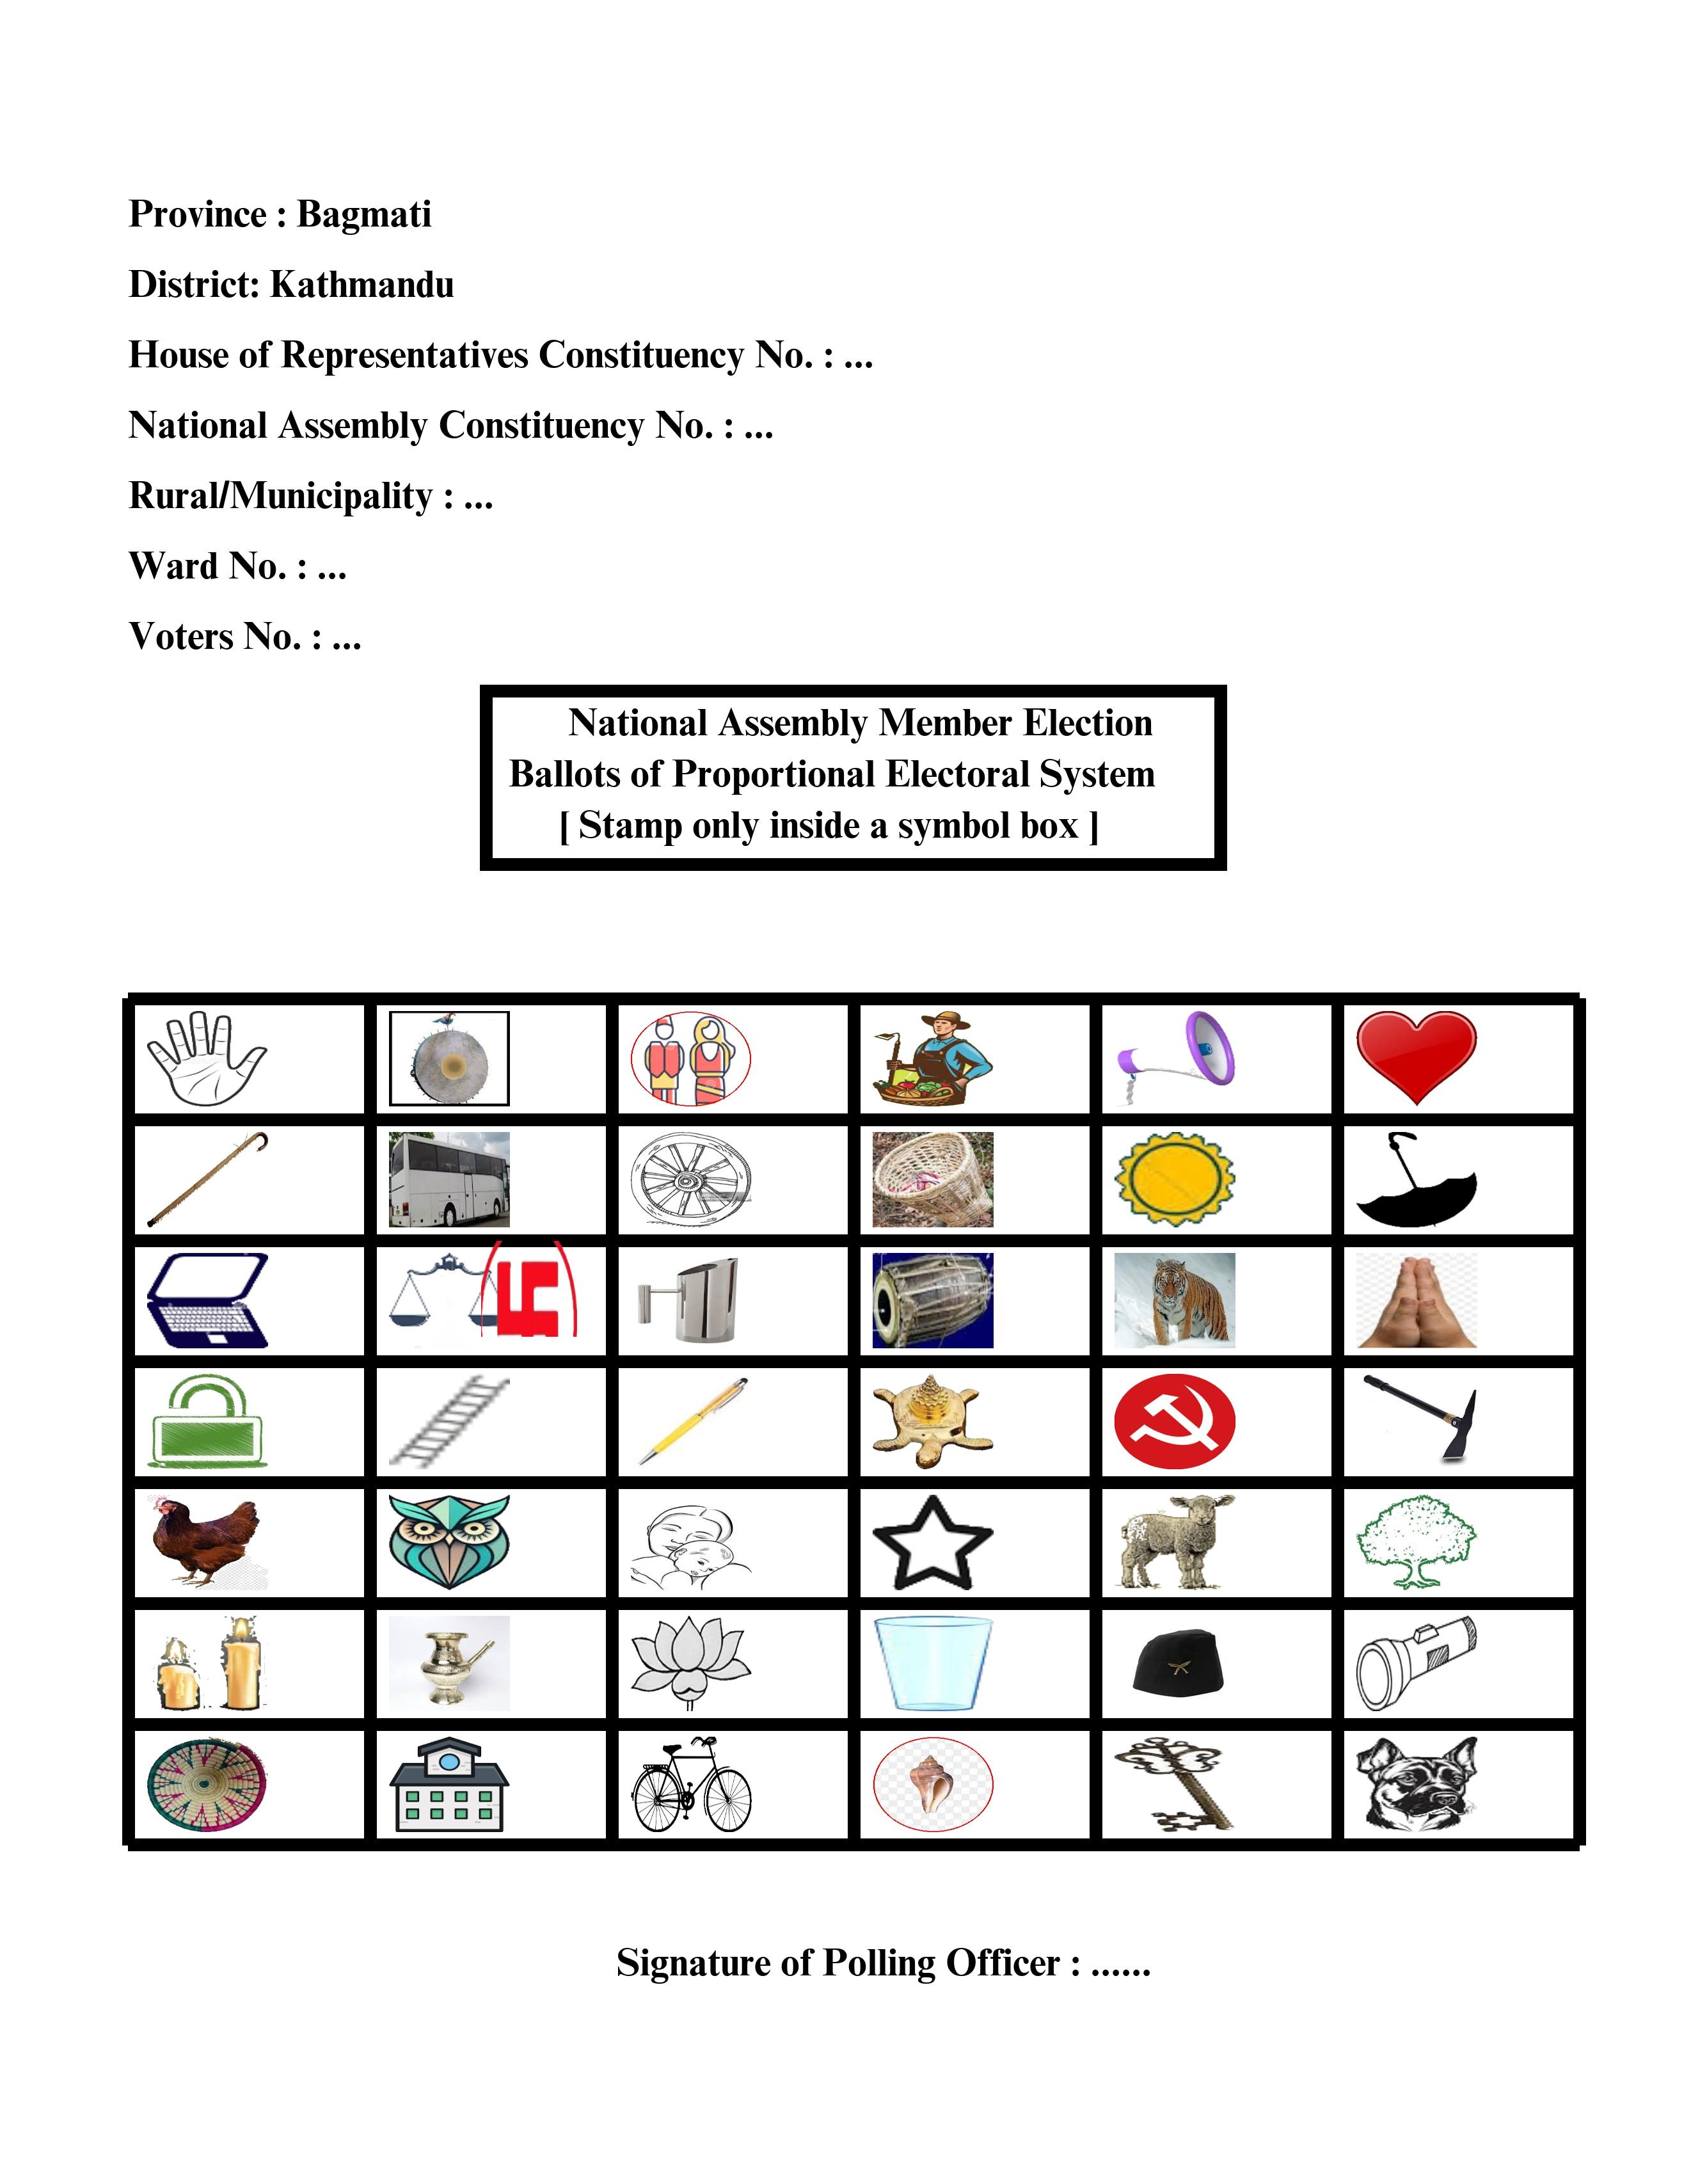 Province : Bagmati
District: Kathmandu
House of Representatives Constituency No. : ...
National Assembly Constituency No. : ...
Rural/Municipality : ...
Ward No. : ...
Voters No. : ...
National Assembly Member Election
Ballots of Proportional Electoral System
[ Stamp only inside a symbol box ]
Signature of Polling Officer : ......